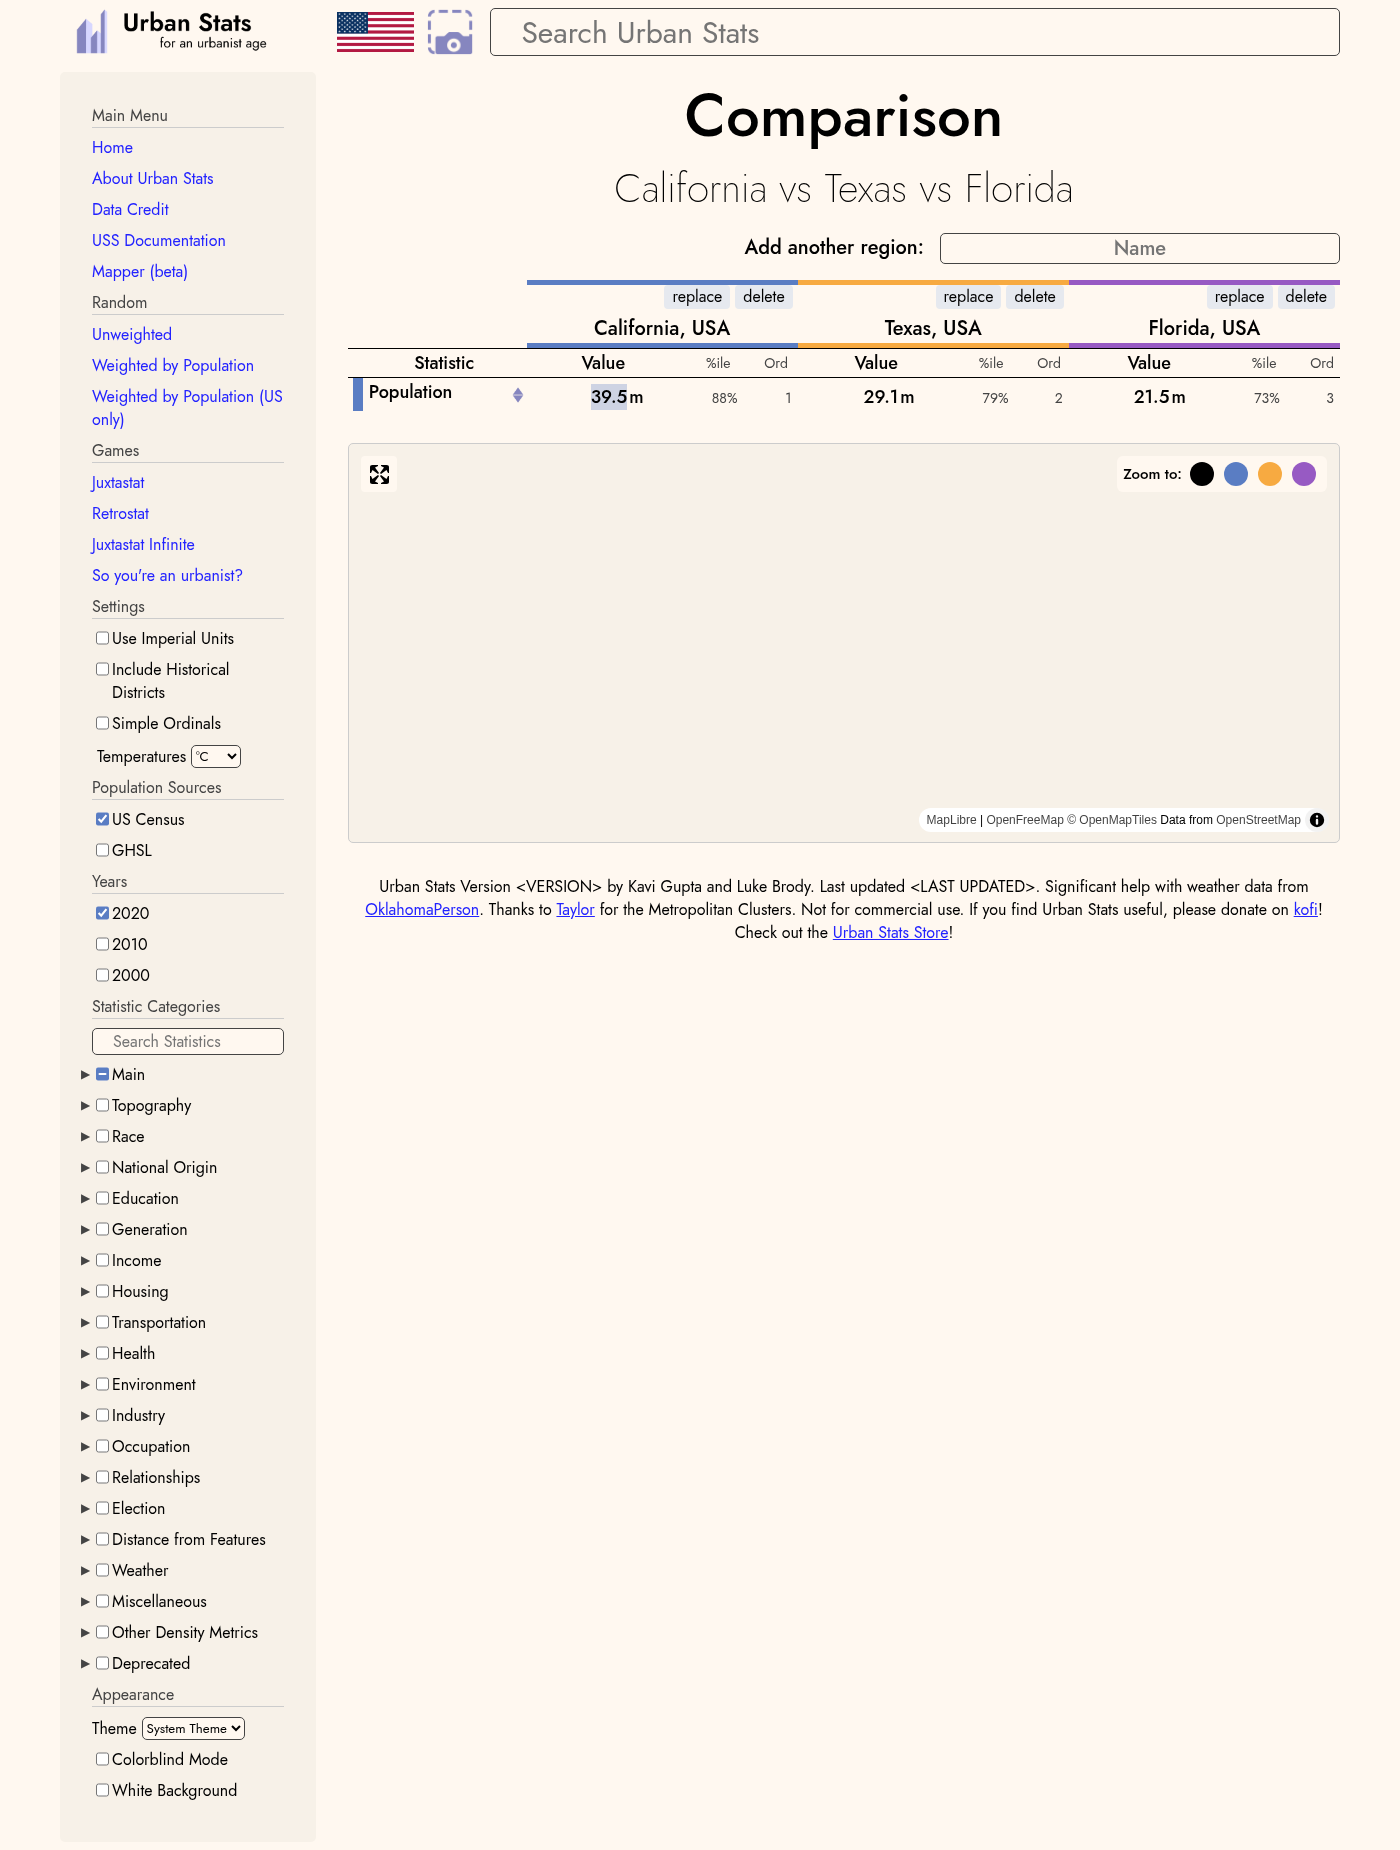 Urban Stats
for an urbanist age
Search Urban Stats
Main Menu
Home
About Urban Stats
Data Credit
USS Documentation
Mapper (beta)
Random
Unweighted
Weighted by Population
Weighted by Population (US
only)
Games
Juxtastat
Retrostat
Juxtastat Infinite
So you're an urbanist?
Settings
Use Imperial Units
Include Historical
Districts
Simple Ordinals
Temperatures °C
Population Sources
US Census
GHSL
Years
2020
2010
2000
Statistic Categories
Search Statistics
Main
Topography
Race
National Origin
Education
Generation
Income
Housing
Transportation
Health
Environment
Industry
Occupation
Relationships
Election
Distance from Features
Weather
Miscellaneous
Other Density Metrics
Deprecated
Appearance
Theme System Theme
Colorblind Mode
White Background
Comparison
California vs Texas vs Florida
Add another region: Name
replace delete replace delete replace delete
California, USA Texas, USA Florida, USA
Statistic Value %ile Ord Value %ile Ord Value %ile Ord
Population 39.5m 88% 1 29.1m 79% 2 21.5m 73% 3
Zoom to:
MapLibre | OpenFreeMap © OpenMapTiles Data from OpenStreetMap
Urban Stats Version <VERSION> by Kavi Gupta and Luke Brody. Last updated <LAST UPDATED>. Significant help with weather data from
OklahomaPerson. Thanks to Taylor for the Metropolitan Clusters. Not for commercial use. If you find Urban Stats useful, please donate on kofi!
Check out the Urban Stats Store!